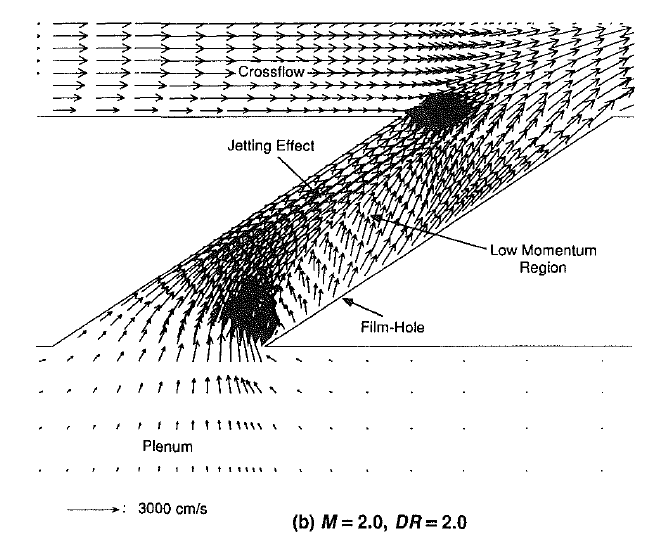 Crossflow
Jetting Effect
Low Momentum
Region
Film-Hole
Plenum
: 3000 cm/s
(b) M = 2.0, DR = 2.0